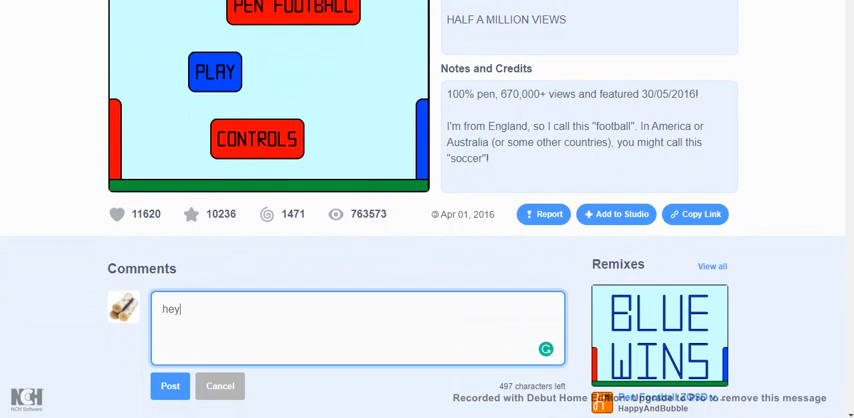 PEN FOOTBALL
PLAY
CONTROLS
HALF A MILLION VIEWS
Notes and Credits
100% pen, 670,000+ views and featured 30/05/2016!
I'm from England, so I call this "football". In America or
Australia (or some other countries), you might call this
"soccer"!
11620
10236
1471
763573
© Apr 01, 2016
Report
Add to Studio
Copy Link
Comments
hey
497 characters left
Post
Cancel
Remixes
View all
BLUE
WINS
HappyAndBubble
NCH
NCH Software
Recorded with Debut Home Edition. Upgrade to Pro to remove this message